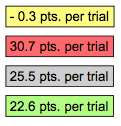 - 0.3 pts. per trial
30.7 pts. per trial
25.5 pts. per trial
22.6 pts. per trial